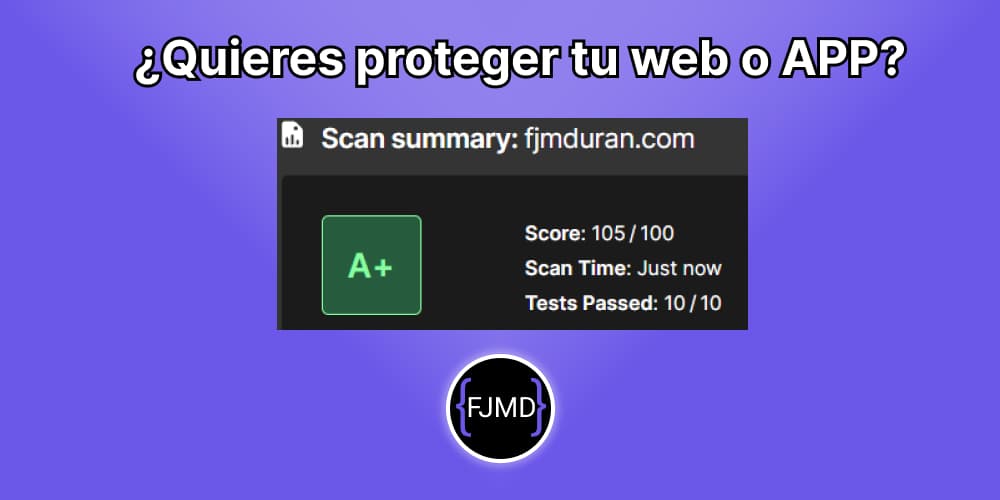 ¿Quieres proteger tu web o APP?
Scan summary: fjmduran.com
A+
Score: 105 / 100
Scan Time: Just now
Tests Passed: 10 / 10
{FJMD}